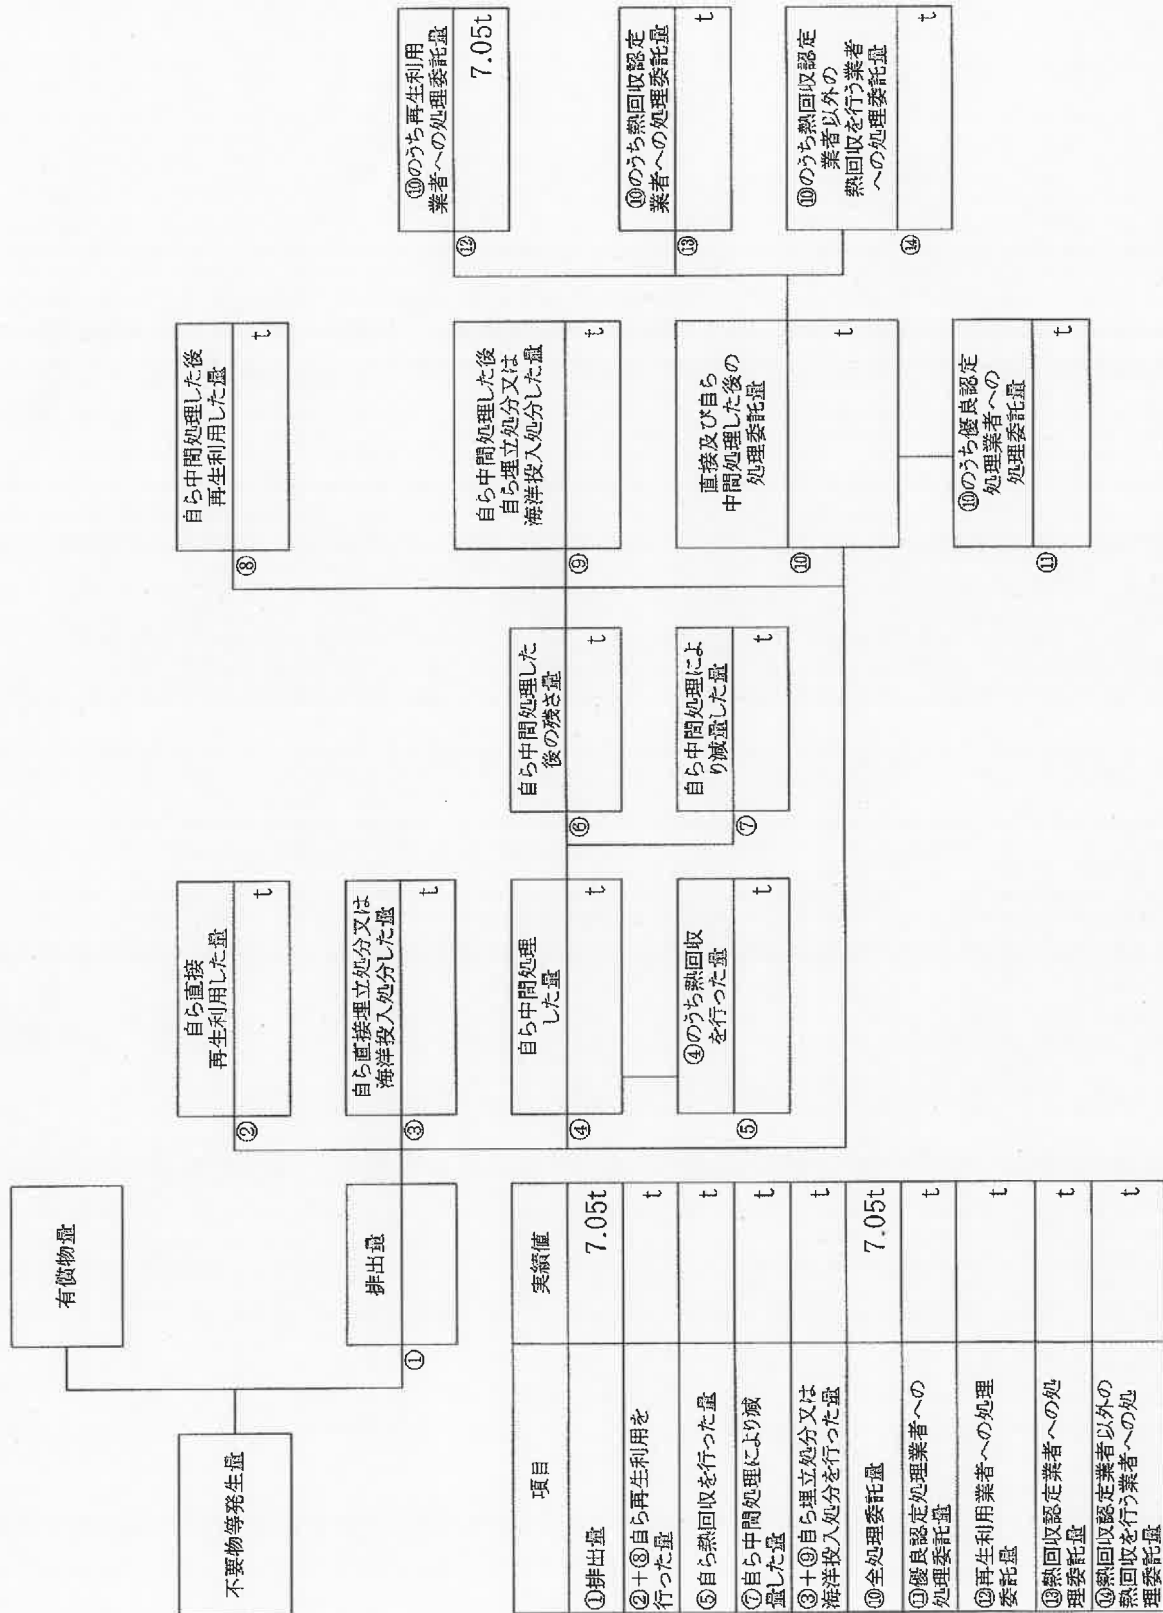 不要物等発生量
有償物量
排出量
①
②
自ら直接
再生利用した量
t
③
自ら直接埋立処分又は
海洋投入処分した量
t
④
自ら中間処理
した量
t
⑤
④のうち熱回収
を行った量
t
⑥
自ら中間処理した
後の残さ量
t
⑦
自ら中間処理によ
り減量した量
t
⑧
自ら中間処理した後
再生利用した量
t
⑨
自ら中間処理した後
自ら埋立処分又は
海洋投入処分した量
t
⑩
直接及び自ら
中間処理した後の
処理委託量
t
⑪
⑩のうち優良認定
処理業者への
処理委託量
t
⑫
⑩のうち再生利用
業者への処理委託量
7.05t
⑬
⑩のうち熱回収認定
業者への処理委託量
t
⑭
⑩のうち熱回収認定
業者以外の
熱回収を行う業者
への処理委託量
t
項目 実績値
①排出量 7.05t
②+⑧自ら再生利用を
行った量 t
⑤自ら熱回収を行った量 t
⑦自ら中間処理により減
量した量 t
③+⑨自ら埋立処分又は
海洋投入処分を行った量 t
⑩全処理委託量 7.05t
⑪優良認定処理業者への
処理委託量 t
⑫再生利用業者への処理
委託量 t
⑬熱回収認定業者への処
理委託量 t
⑭熱回収認定業者以外の
熱回収を行う業者への処
理委託量 t